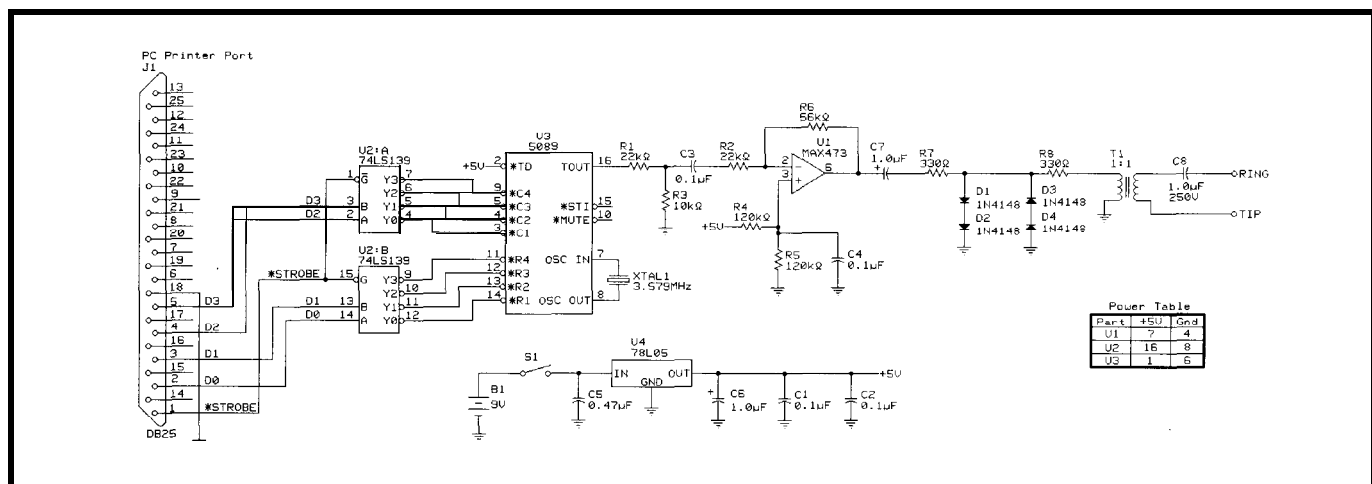 PC Printer Port
J1
13
25
12
24
11
23
10
22
9
21
8
20
7
19
6
18
5 D3
17
4 D2
16
3 D1
15
2 D0
14
1 *STROBE
DB25
*STROBE
D3
D2
D1
D0
U2:A
74LS139
1 G Y3 7
Y2 6
3 B Y1 5
2 A Y0 4
U2:B
74LS139
15 G Y3 9
Y2 10
13 B Y1 11
14 A Y0 12
U3
5089
+5V 2 *TD TOUT 16
9 *C4
5 *C3 *STI 15
4 *C2 *MUTE 10
3 *C1
11 *R4 OSC IN 7
12 *R3
13 *R2
14 *R1 OSC OUT 8
XTAL1
3.579MHz
R1
22kΩ
C3
0.1µF
R3
10kΩ
R2
22kΩ
R6
56kΩ
U1
MAX473
2
3
6
R4
120kΩ
+5V
R5
120kΩ
C4
0.1µF
C7
1.0µF
R7
330Ω
D1
1N4148
D2
1N4148
R8
330Ω
D3
1N4148
D4
1N4148
T1
1:1
C8
1.0µF
250V
RING
TIP
B1
9V
S1
C5
0.47µF
U4
78L05
IN OUT
GND
C6
1.0µF
C1
0.1µF
C2
0.1µF
+5V
Power Table
Part +5V Gnd
U1 7 4
U2 16 8
U3 1 6